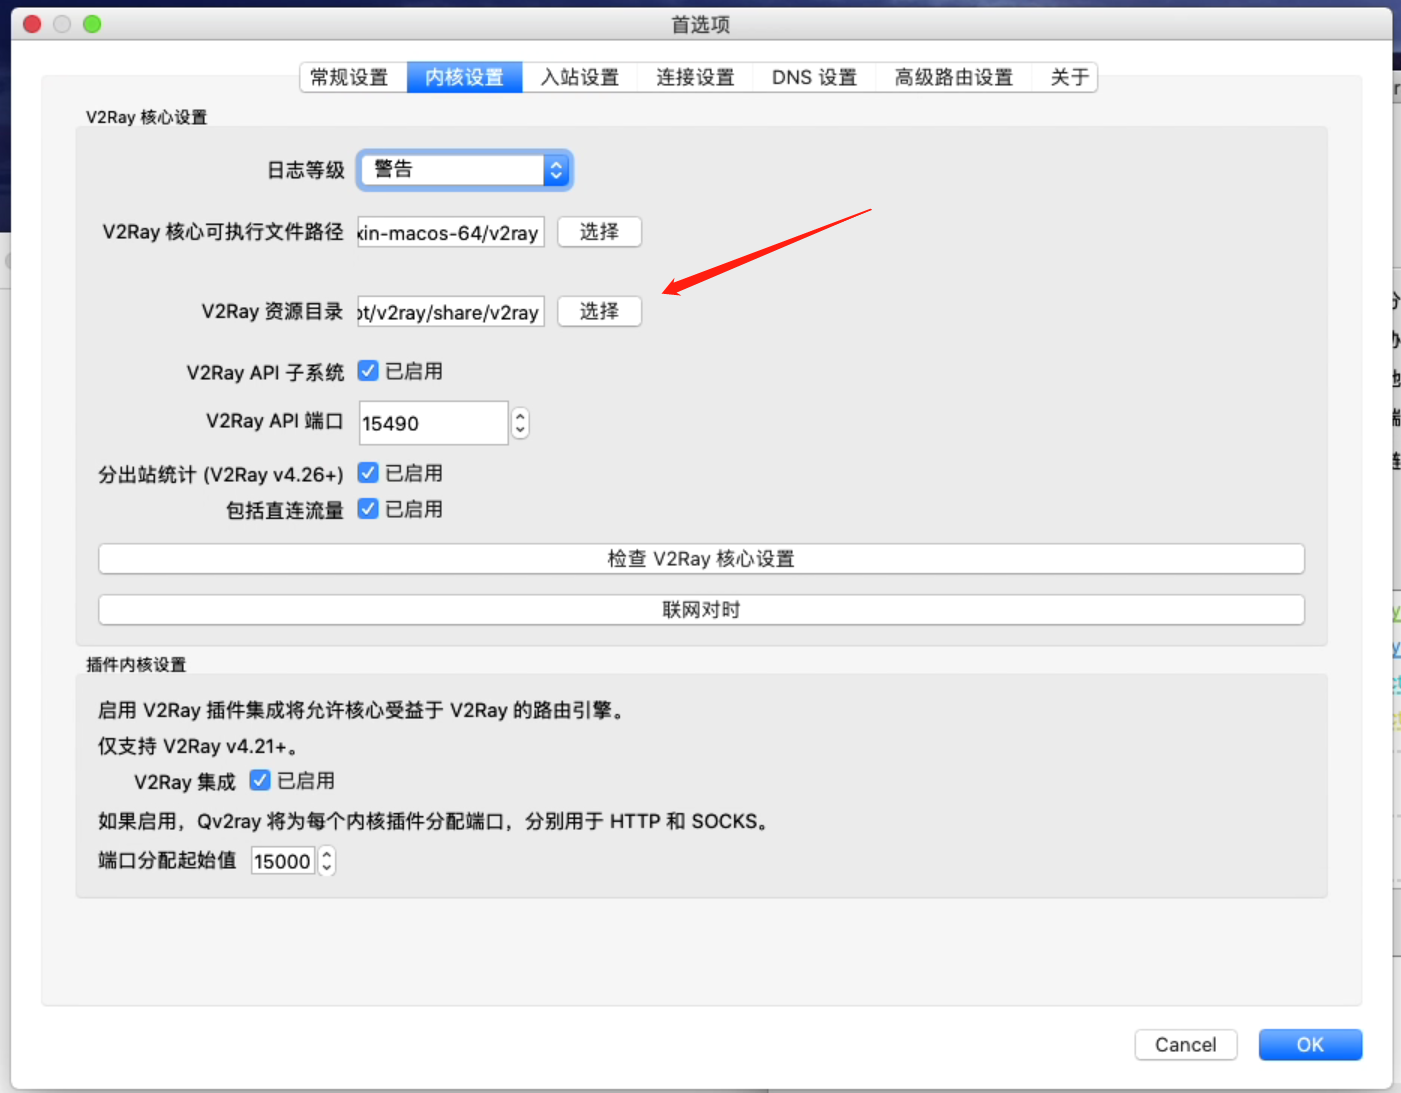 首选项
常规设置 内核设置 入站设置 连接设置 DNS 设置 高级路由设置 关于
V2Ray 核心设置
日志等级 警告
V2Ray 核心可执行文件路径 xin-macos-64/v2ray 选择
V2Ray 资源目录 ot/v2ray/share/v2ray 选择
V2Ray API 子系统 已启用
V2Ray API 端口 15490
分出站统计 (V2Ray v4.26+) 已启用
包括直连流量 已启用
检查 V2Ray 核心设置
联网对时
插件内核设置
启用 V2Ray 插件集成将允许核心受益于 V2Ray 的路由引擎。
仅支持 V2Ray v4.21+。
V2Ray 集成 已启用
如果启用，Qv2ray 将为每个内核插件分配端口，分别用于 HTTP 和 SOCKS。
端口分配起始值 15000
Cancel OK